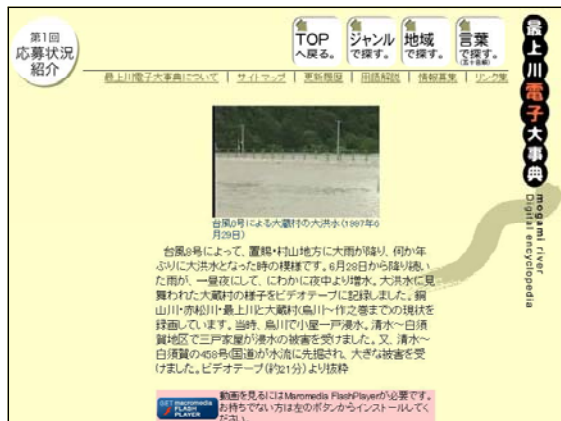 第1回
応募状況
紹介
TOP
へ戻る。
ジャンル
で探す。
地域
で探す。
言葉
で探す。
(五十音順)
最上川電子大事典について | サイトマップ | 更新履歴 | 用語解説 | 情報募集 | リンク集
最上川電子大事典
mogami river
Digital encyclopedia
台風8号による大蔵村の大洪水(1997年6
月29日)
台風8号によって、置賜・村山地方に大雨が降り、何か年
ぶりに大洪水となった時の模様です。6月28日から降り続い
た雨が、一昼夜にして、にわかに夜中より増水。大洪水に見
舞われた大蔵村の様子をビデオテープに記録しました。銅
山川・赤松川・最上川と大蔵村(烏川～作之巻まで)の現状を
録画しています。当時、烏川で小屋一戸浸水。清水～白須
賀地区で三戸家屋が浸水の被害を受けました。又、清水～
白須賀の458号(国道)が水流に先掘され、大きな被害を受
けました。ビデオテープ(約21分)より抜粋
GET macromedia
FLASH
PLAYER
動画を見るにはMaromedia FlashPlayerが必要です。
お持ちでない方は左のボタンからインストールしてく
ださい。